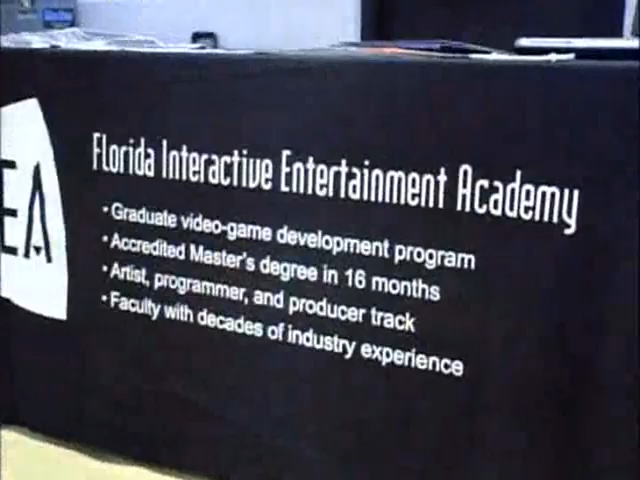 EA
Florida Interactive Entertainment Academy
• Graduate video-game development program
• Accredited Master's degree in 16 months
• Artist, programmer, and producer track
• Faculty with decades of industry experience